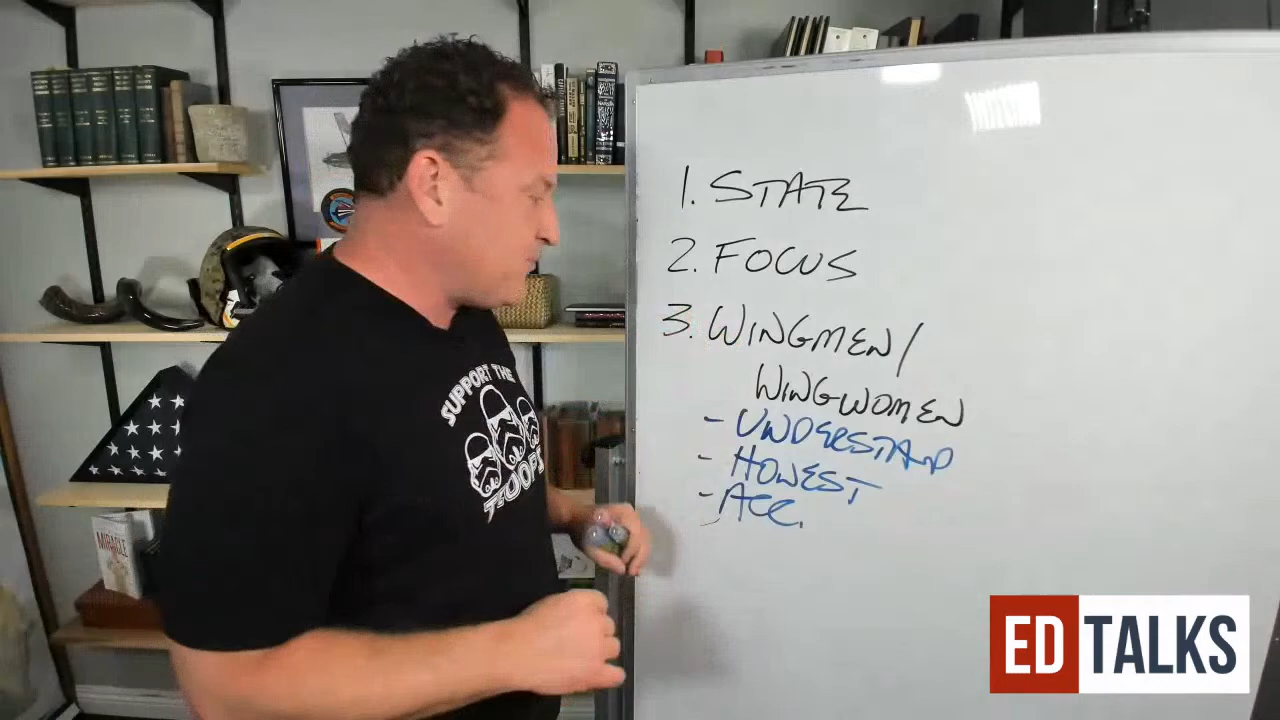 1. STATE
2. FOCUS
3. WINGMEN/
WINGWOMEN
- UNDERSTAND
- HONEST
- ACC.
SUPPORT THE
TROOPS
MIRACLE
ED TALKS